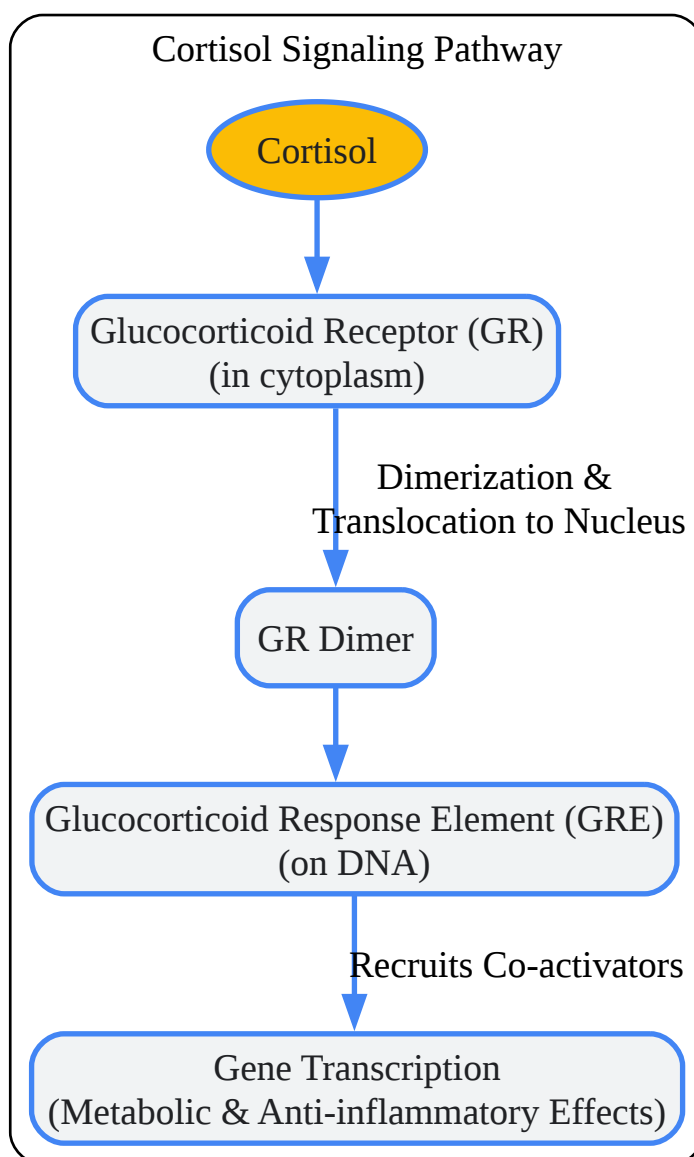 Cortisol Signaling Pathway
Cortisol
Glucocorticoid Receptor (GR)
(in cytoplasm)
Dimerization &
Translocation to Nucleus
GR Dimer
Glucocorticoid Response Element (GRE)
(on DNA)
Recruits Co-activators
Gene Transcription
(Metabolic & Anti-inflammatory Effects)